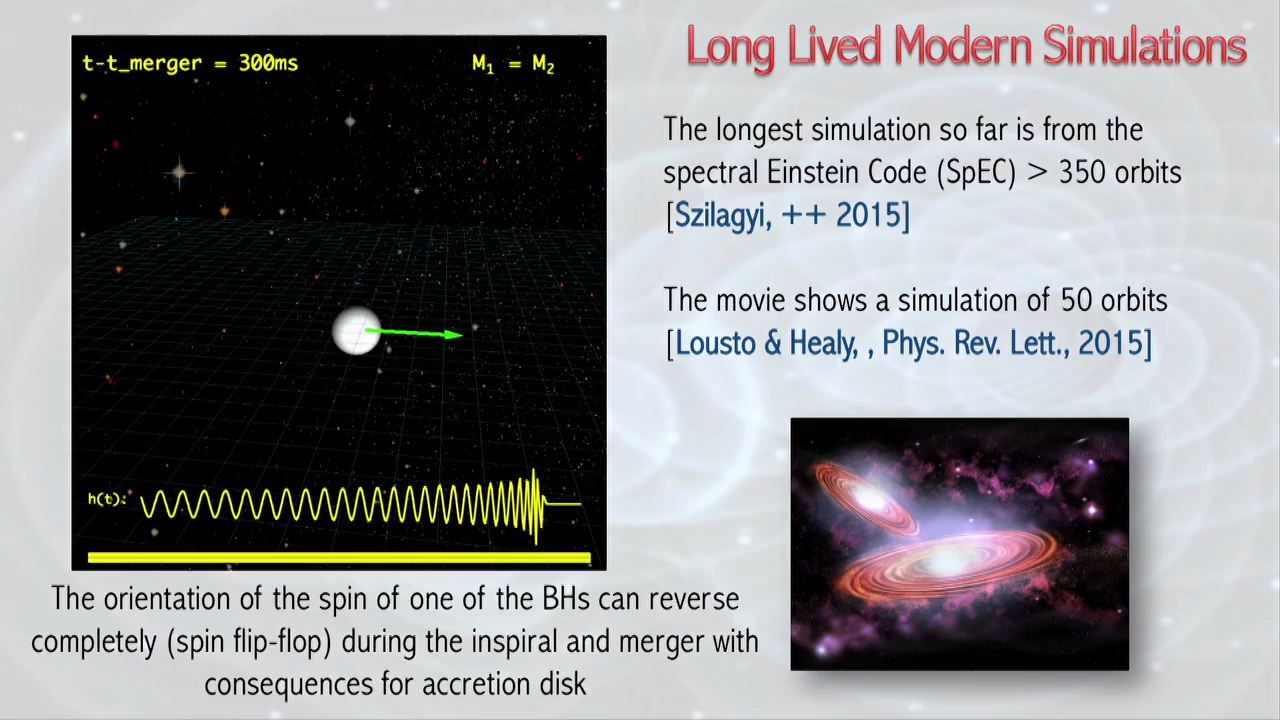 Long Lived Modern Simulations
t-t_merger = 300ms
M₁ = M₂
h(t):
The longest simulation so far is from the
spectral Einstein Code (SpEC) > 350 orbits
[Szilagyi, ++ 2015]
The movie shows a simulation of 50 orbits
[Lousto & Healy, , Phys. Rev. Lett., 2015]
The orientation of the spin of one of the BHs can reverse
completely (spin flip-flop) during the inspiral and merger with
consequences for accretion disk